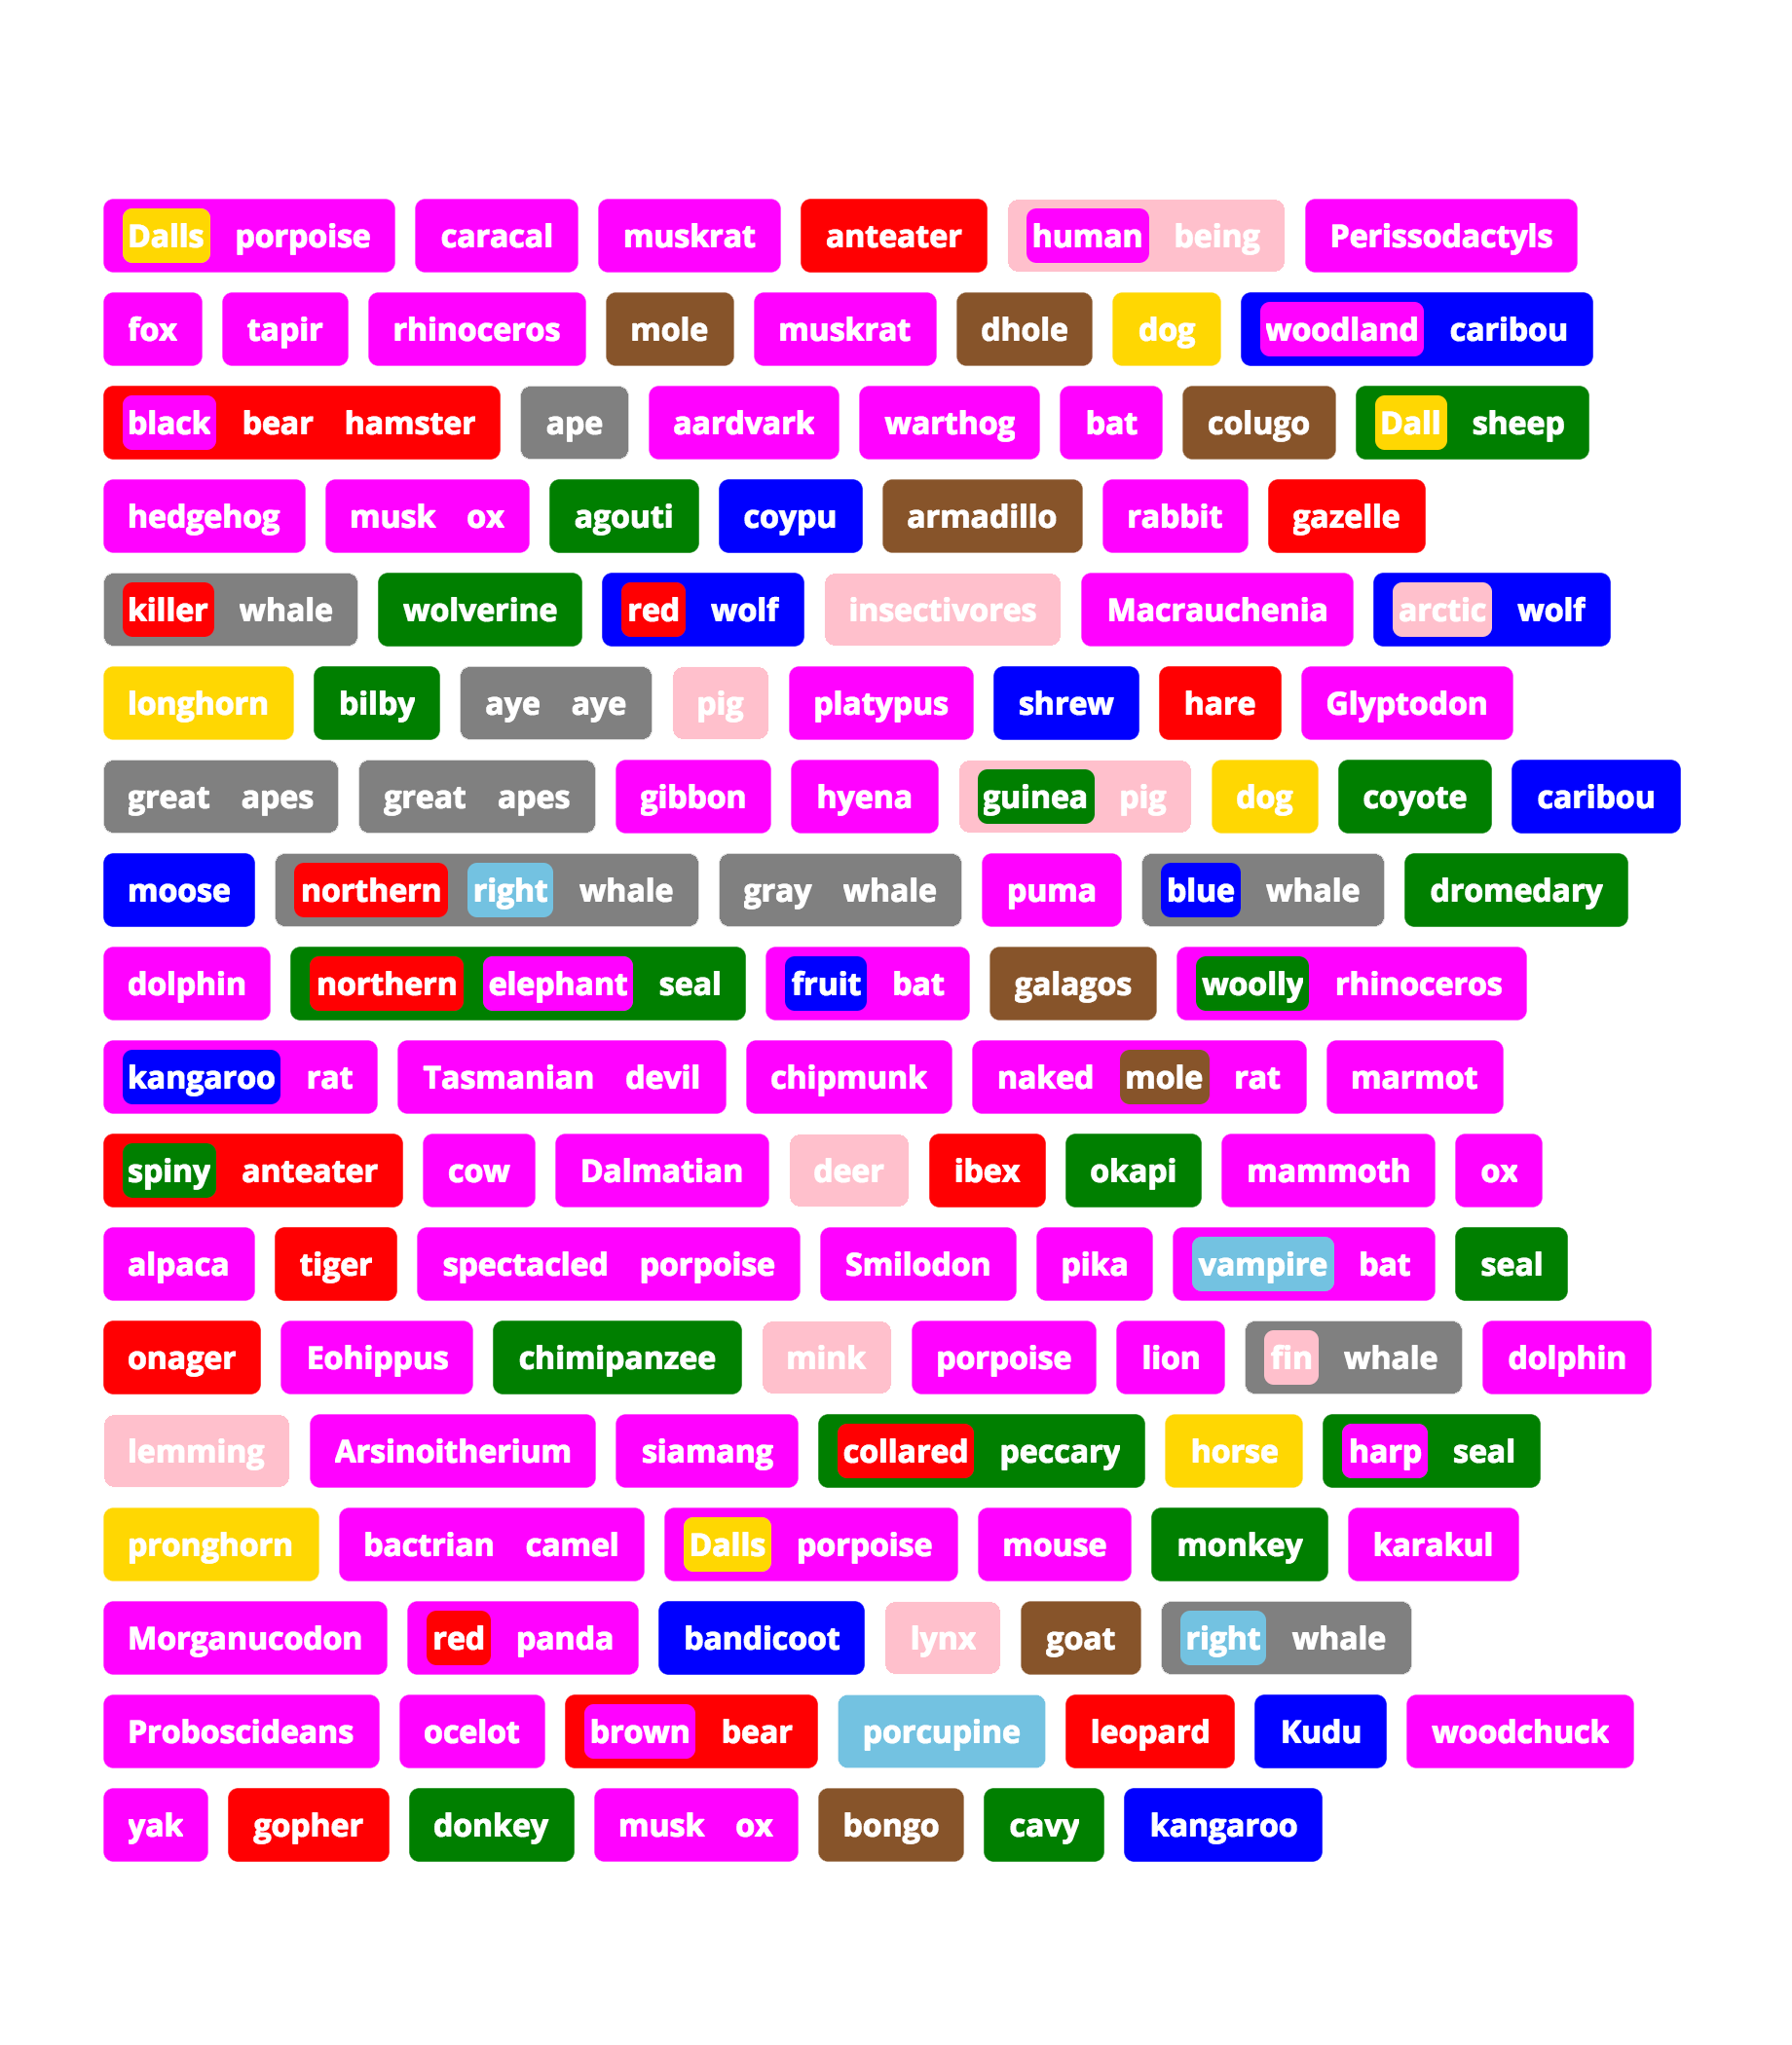 Dalls porpoise caracal muskrat anteater human being Perissodactyls
fox tapir rhinoceros mole muskrat dhole dog woodland caribou
black bear hamster ape aardvark warthog bat colugo Dall sheep
hedgehog musk ox agouti coypu armadillo rabbit gazelle
killer whale wolverine red wolf insectivores Macrauchenia arctic wolf
longhorn bilby aye aye pig platypus shrew hare Glyptodon
great apes great apes gibbon hyena guinea pig dog coyote caribou
moose northern right whale gray whale puma blue whale dromedary
dolphin northern elephant seal fruit bat galagos woolly rhinoceros
kangaroo rat Tasmanian devil chipmunk naked mole rat marmot
spiny anteater cow Dalmatian deer ibex okapi mammoth ox
alpaca tiger spectacled porpoise Smilodon pika vampire bat seal
onager Eohippus chimipanzee mink porpoise lion fin whale dolphin
lemming Arsinoitherium siamang collared peccary horse harp seal
pronghorn bactrian camel Dalls porpoise mouse monkey karakul
Morganucodon red panda bandicoot lynx goat right whale
Proboscideans ocelot brown bear porcupine leopard Kudu woodchuck
yak gopher donkey musk ox bongo cavy kangaroo